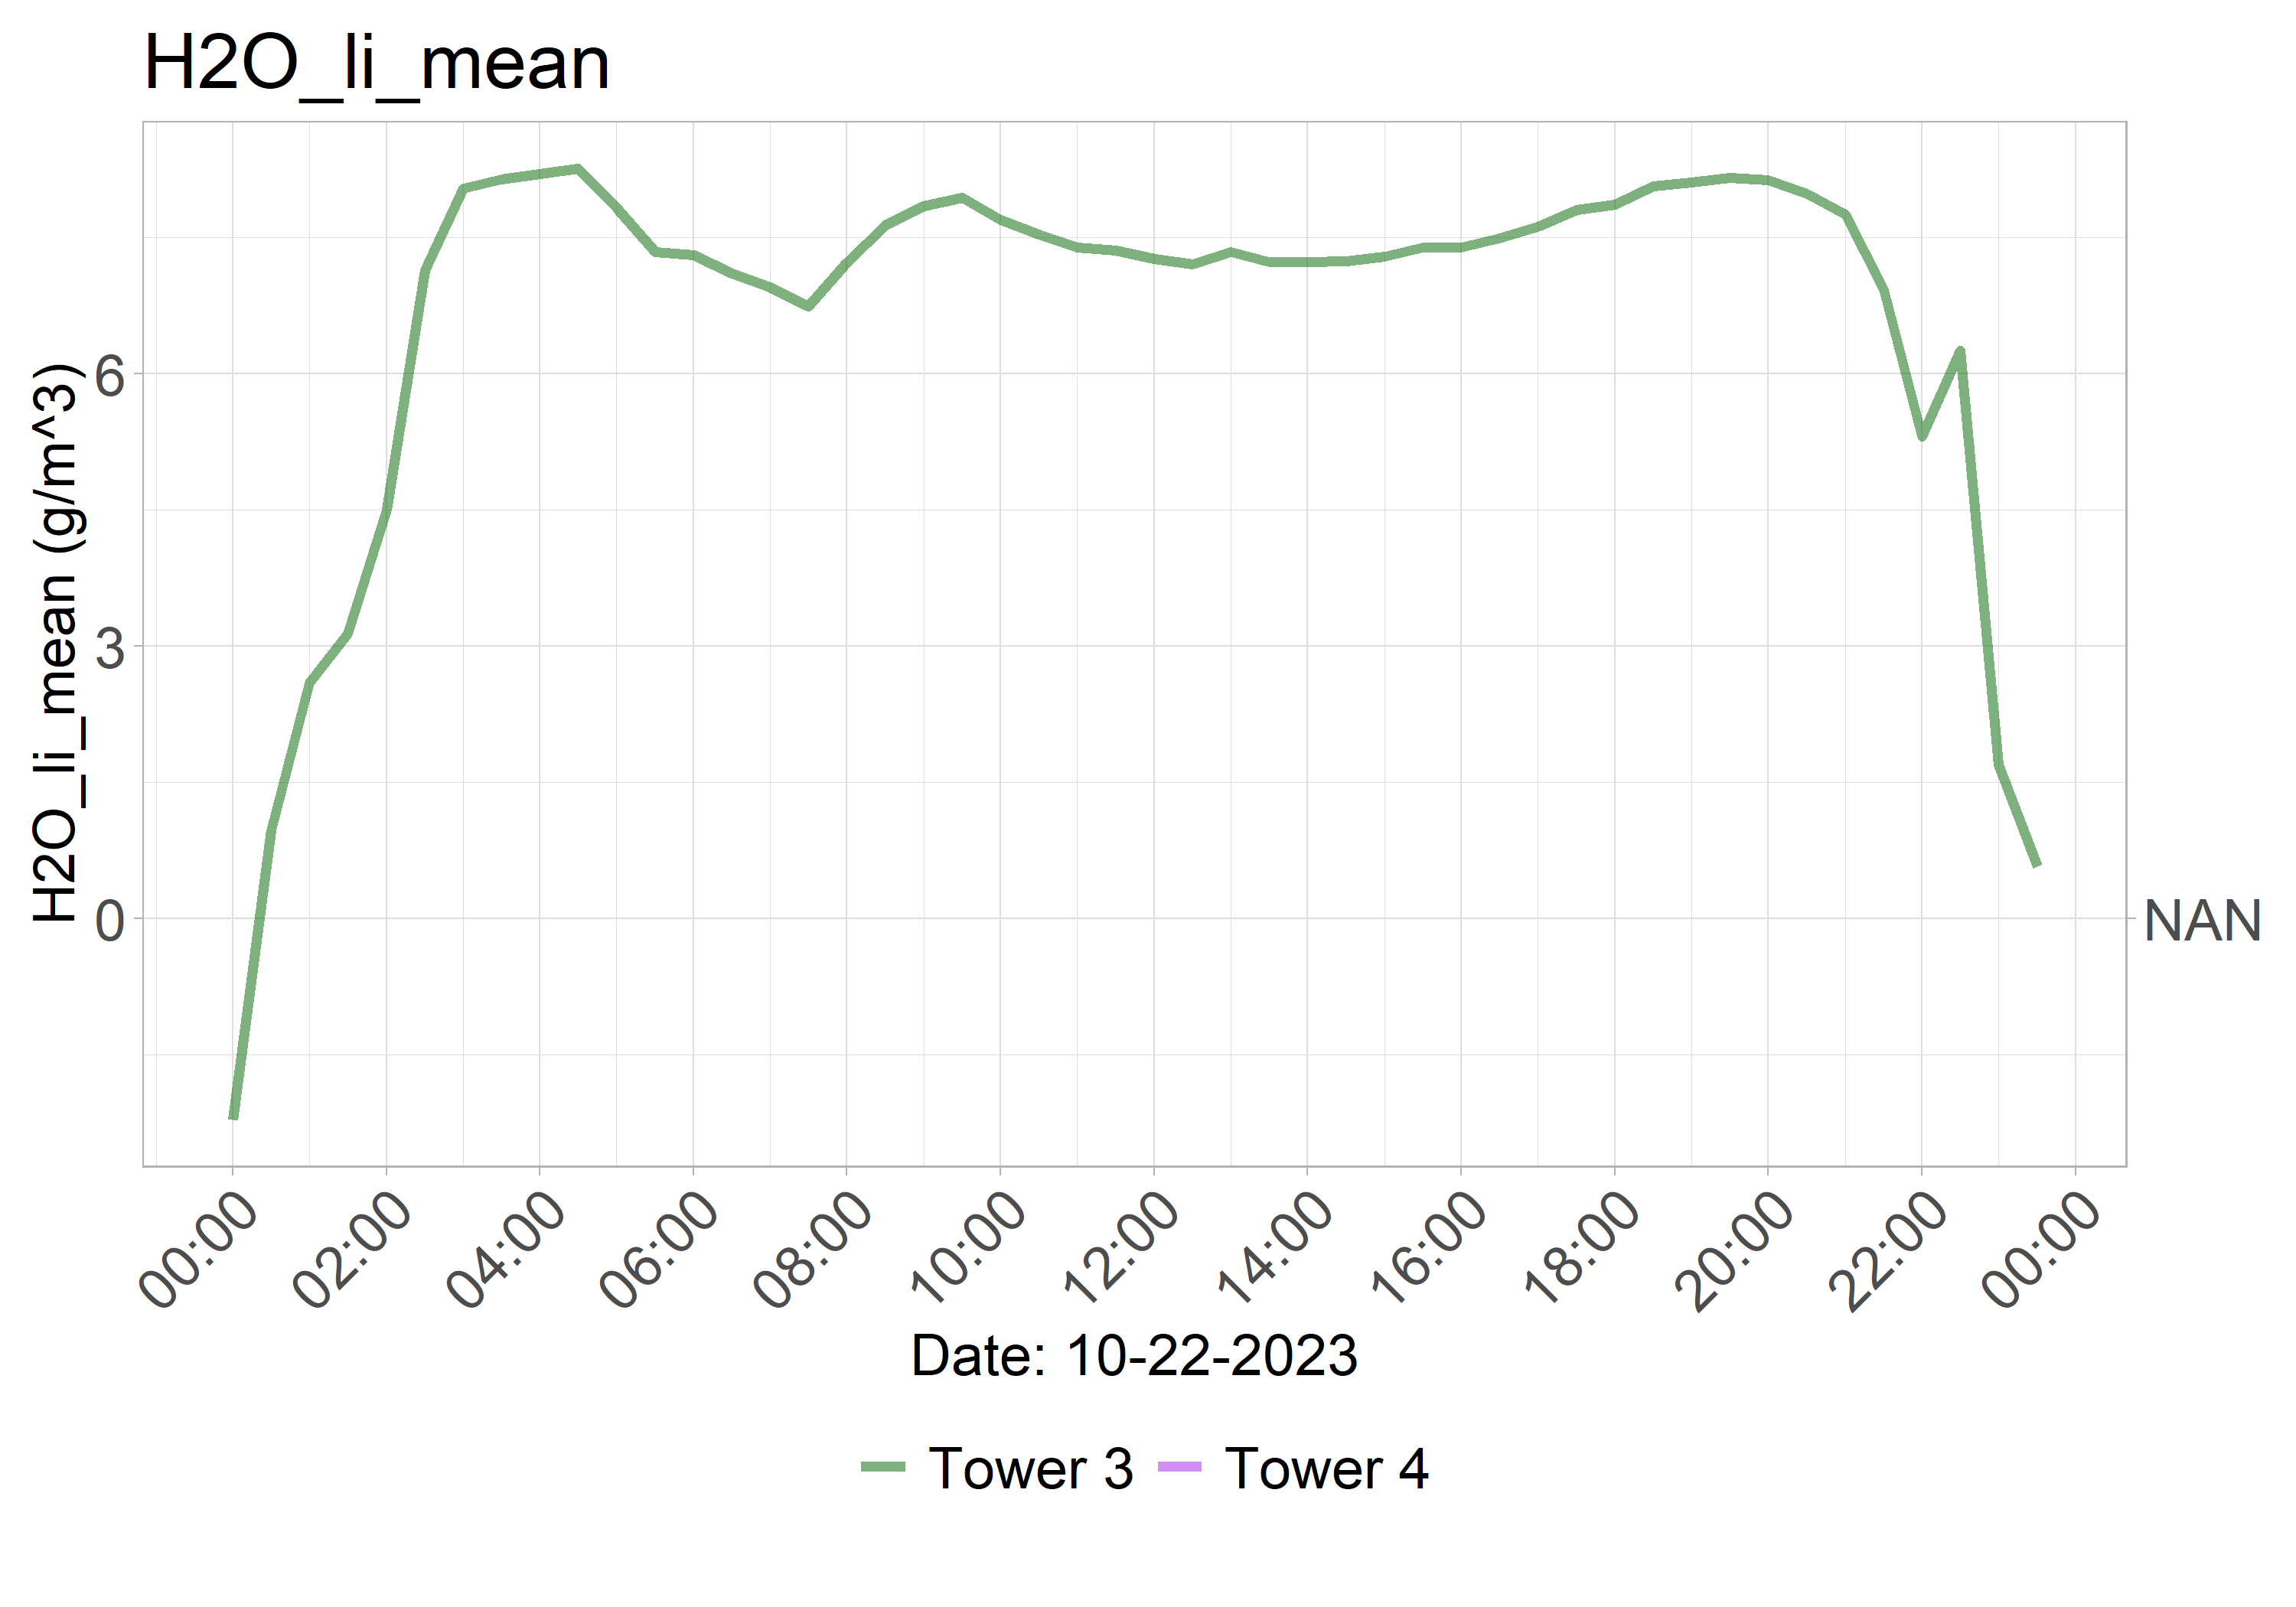 H2O_li_mean
H2O_li_mean (g/m^3)
6
3
0
NAN
00:00 02:00 04:00 06:00 08:00 10:00 12:00 14:00 16:00 18:00 20:00 22:00 00:00
Date: 10-22-2023
Tower 3 Tower 4